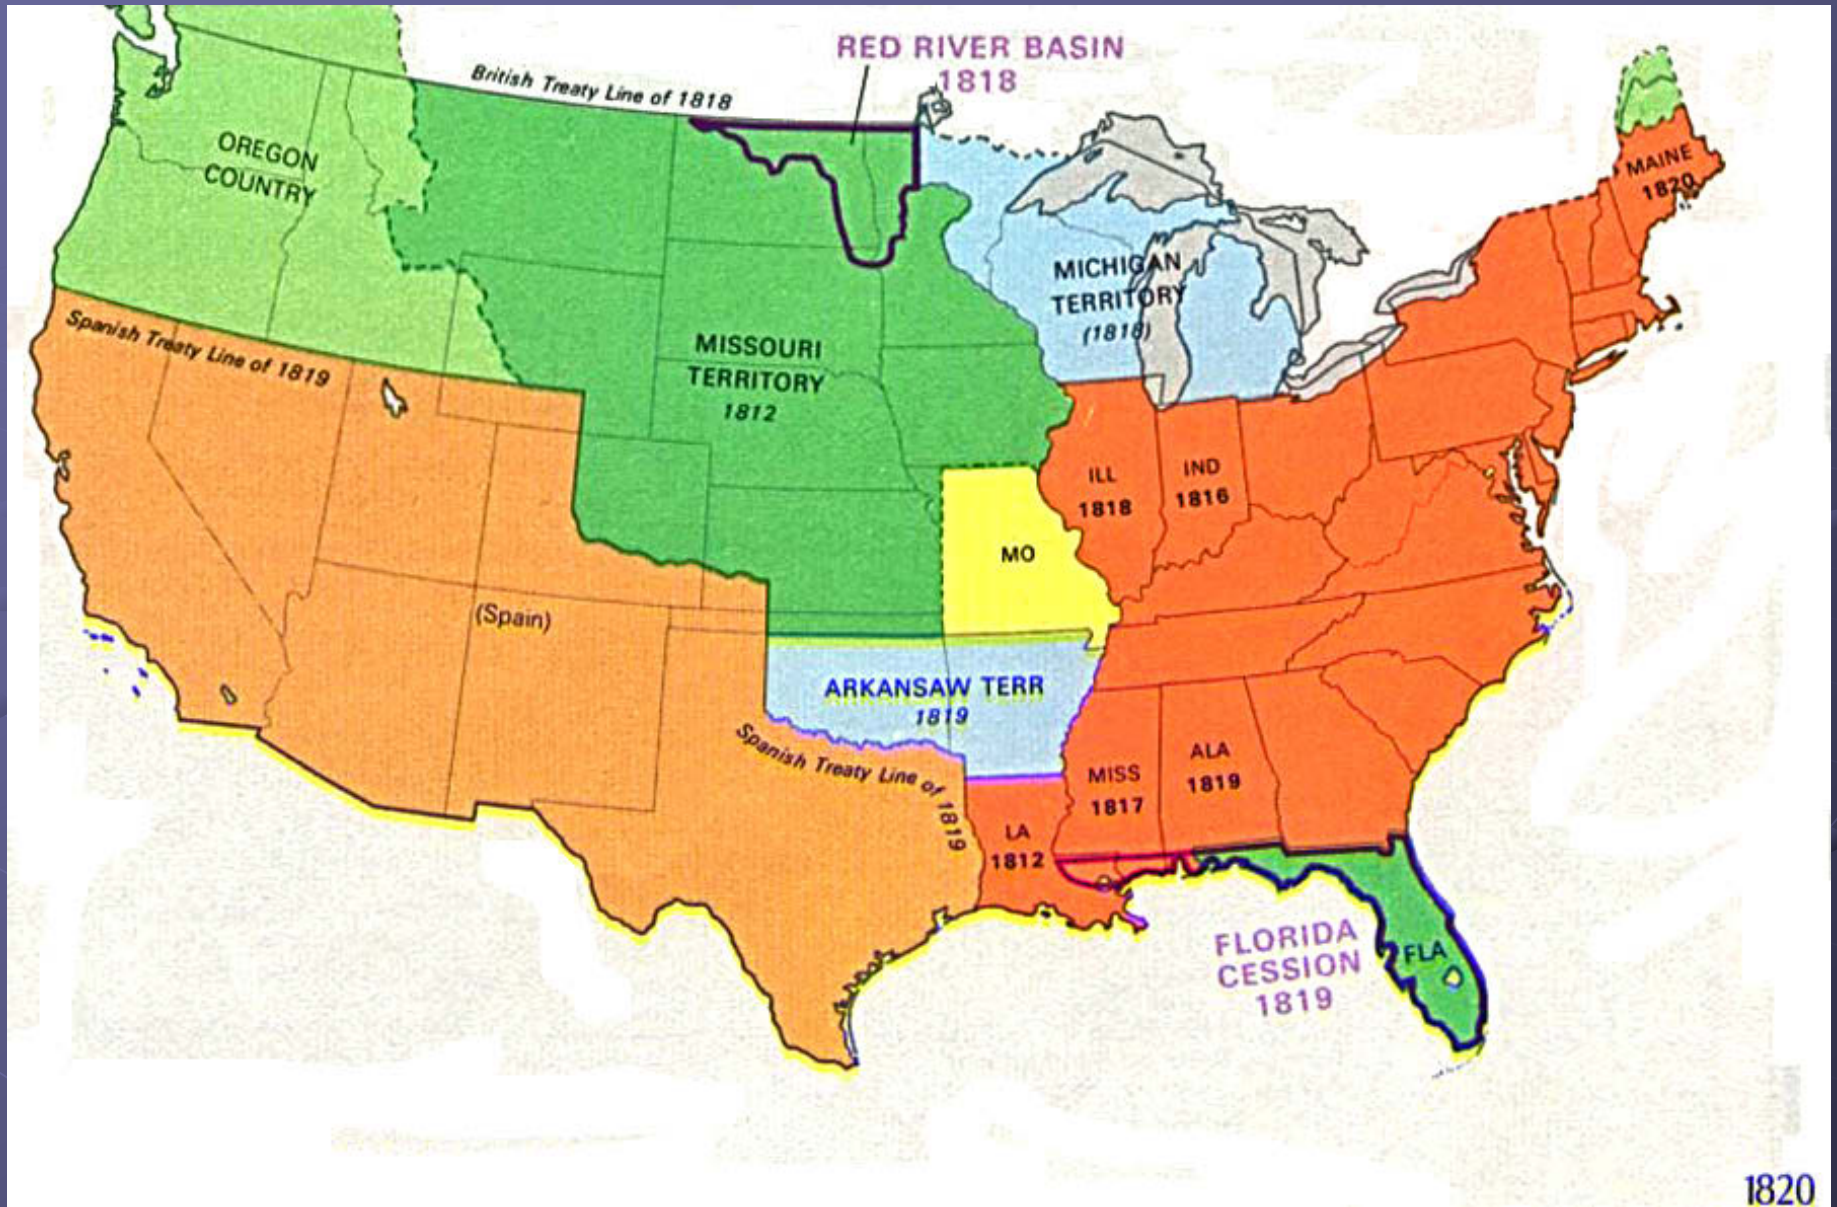 RED RIVER BASIN
1818
British Treaty Line of 1818
OREGON
COUNTRY
MAINE
1820
MICHIGAN
TERRITORY
(1818)
Spanish Treaty Line of 1819
MISSOURI
TERRITORY
1812
ILL
1818
IND
1816
MO
(Spain)
ARKANSAW TERR
1819
Spanish Treaty Line of 1819
MISS
1817
ALA
1819
LA
1812
FLORIDA
CESSION
1819
FLA
1820